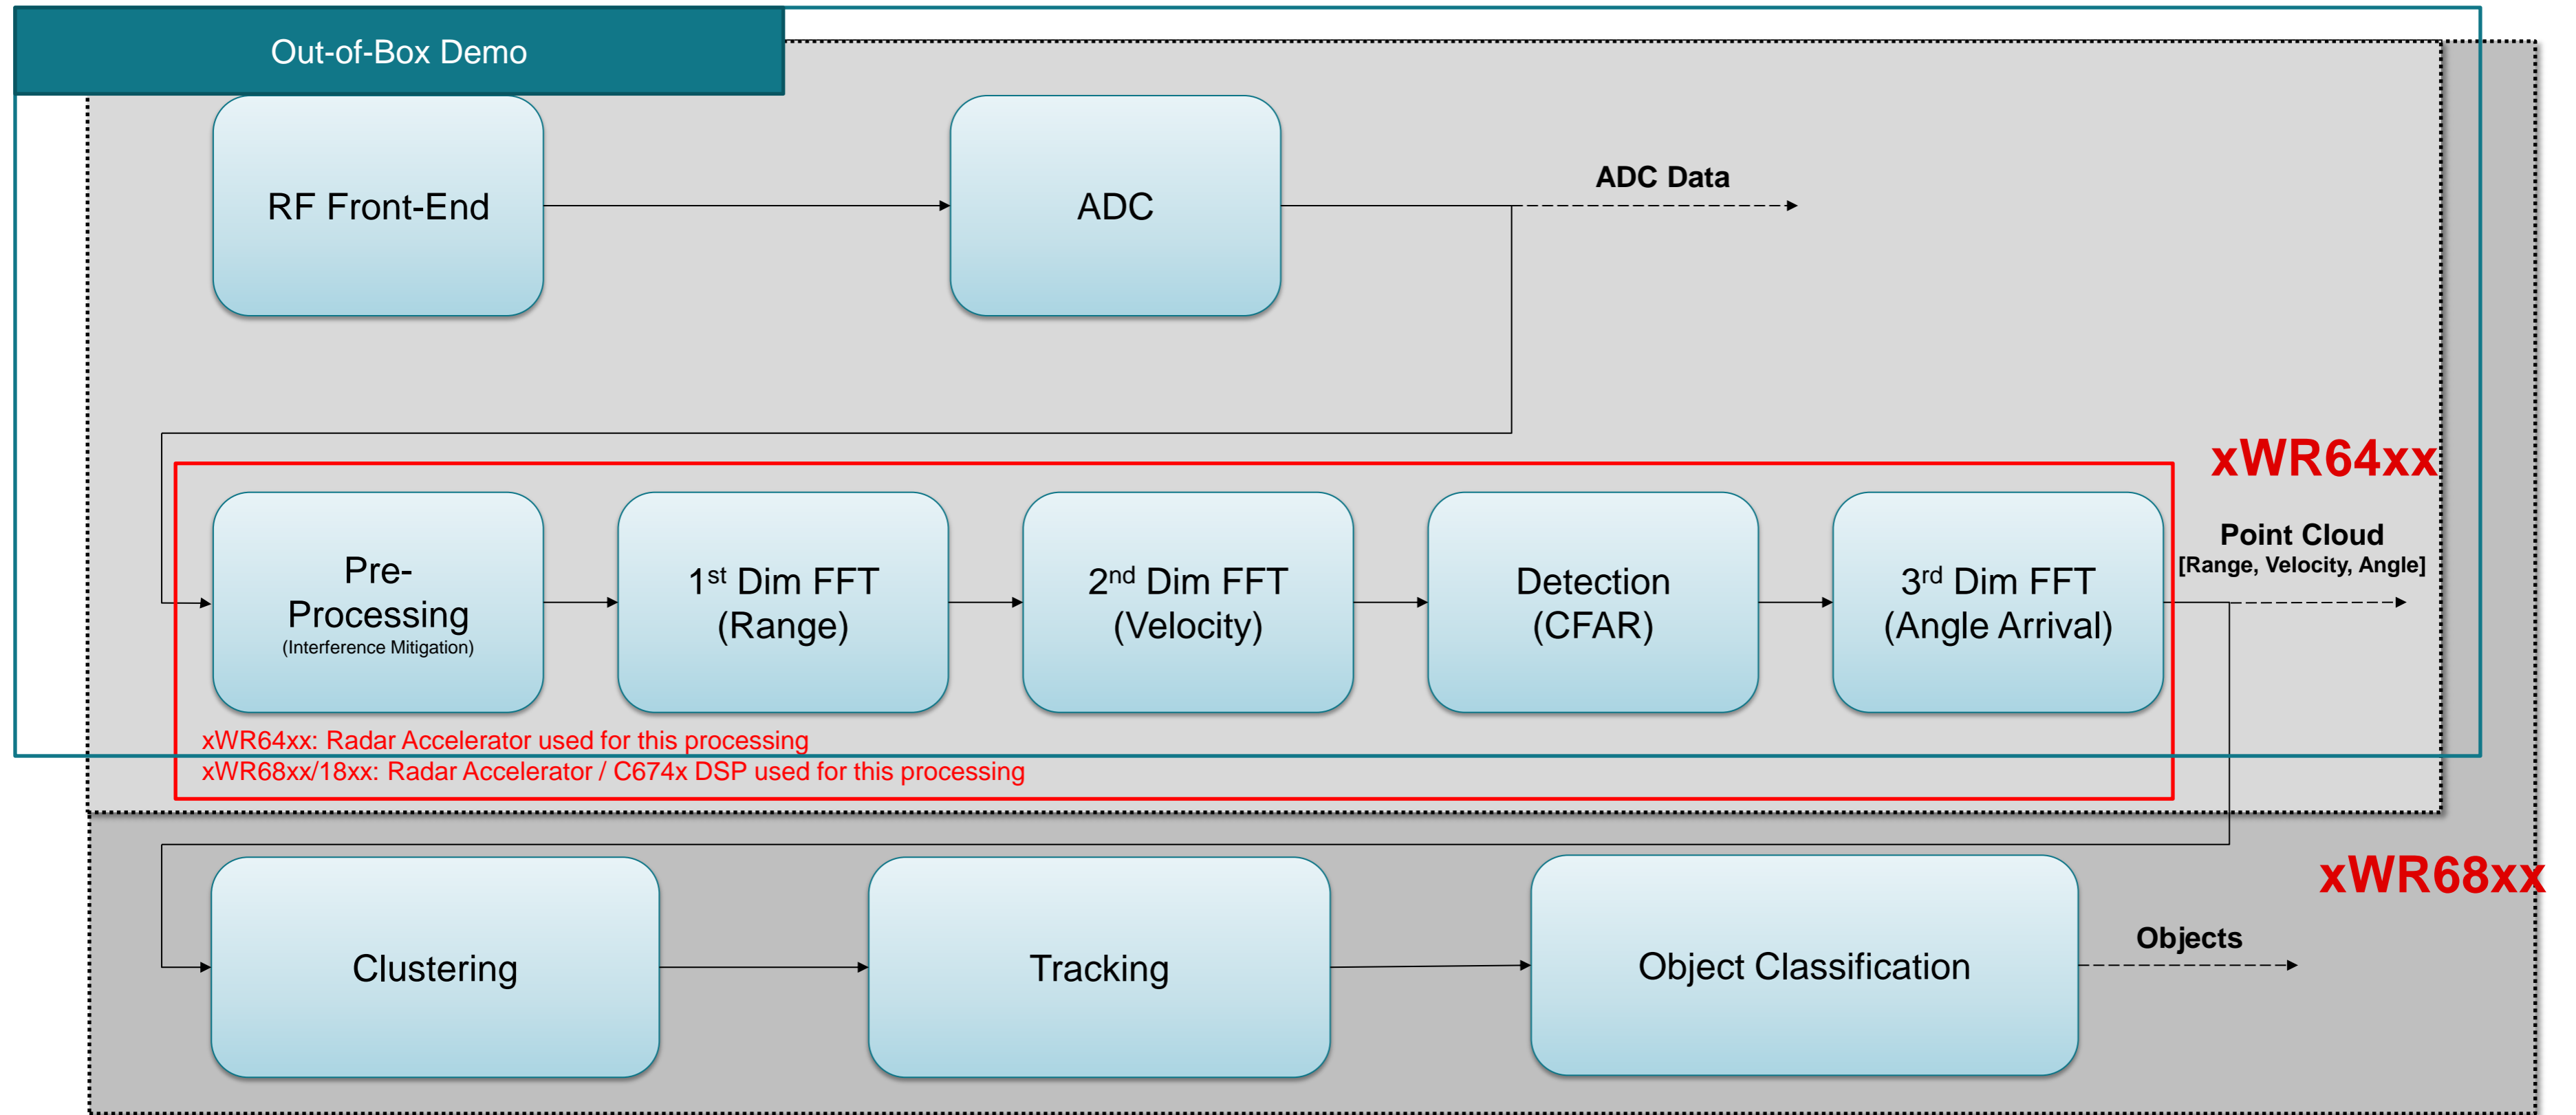 Out-of-Box Demo
RF Front-End
ADC
ADC Data
xWR64xx
Pre-
Processing
(Interference Mitigation)
1st Dim FFT
(Range)
2nd Dim FFT
(Velocity)
Detection
(CFAR)
3rd Dim FFT
(Angle Arrival)
Point Cloud
[Range, Velocity, Angle]
xWR64xx: Radar Accelerator used for this processing
xWR68xx/18xx: Radar Accelerator / C674x DSP used for this processing
xWR68xx
Clustering
Tracking
Object Classification
Objects